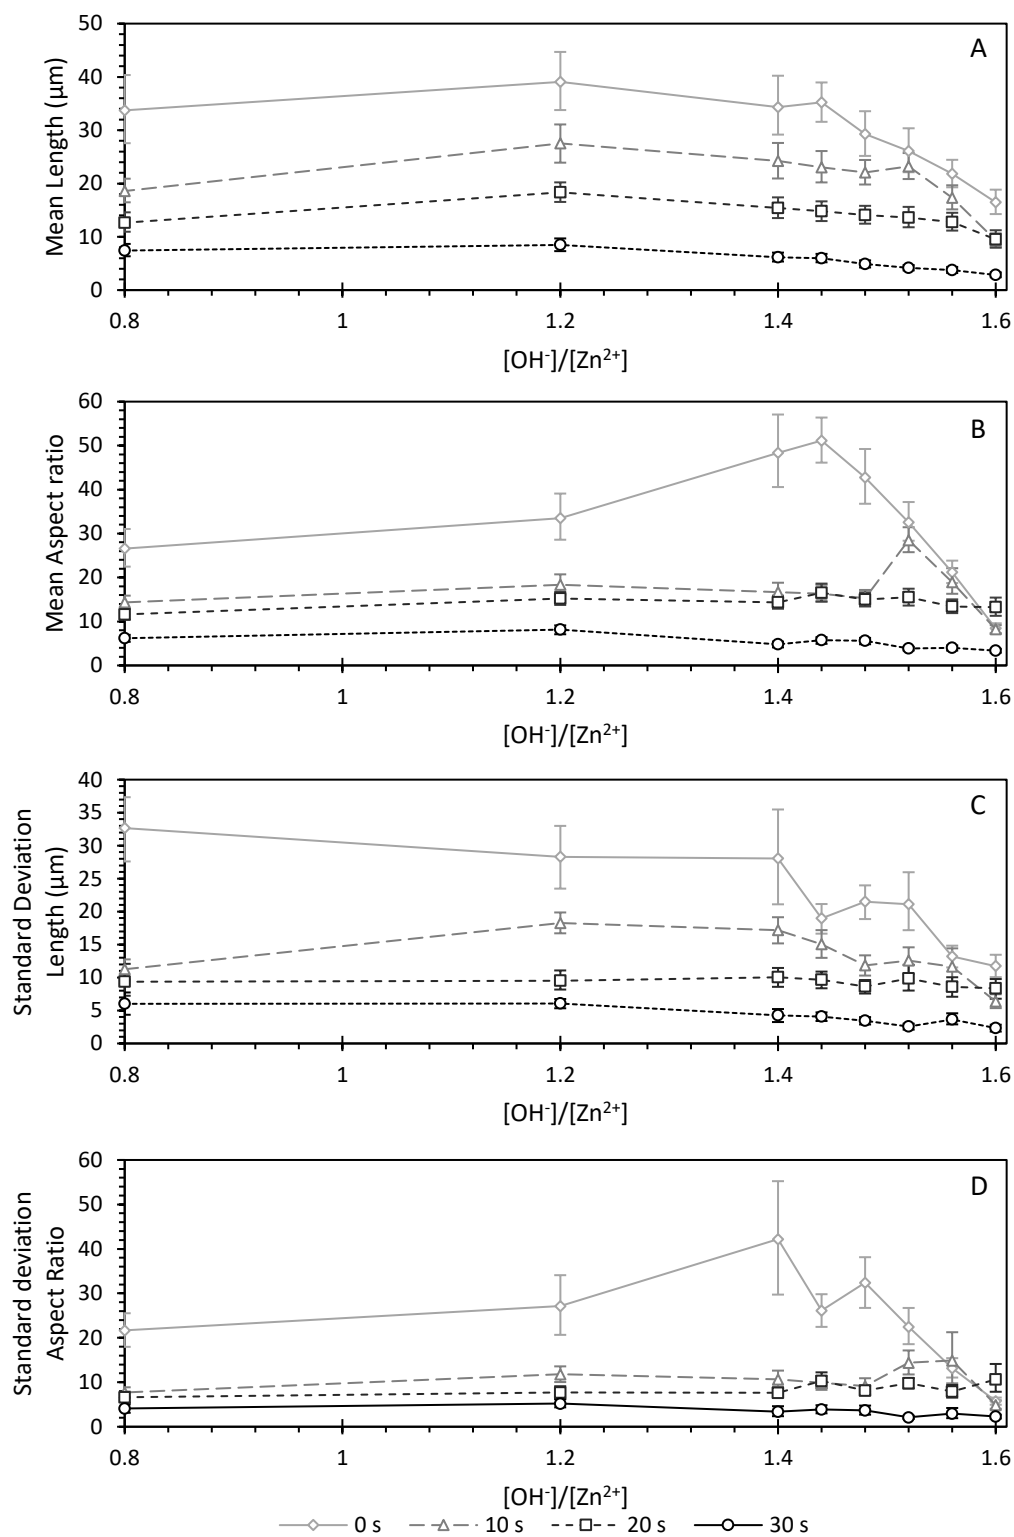 A
50
40
30
20
10
0
Mean Length (µm)
0.8 1 1.2 1.4 1.6
[OH⁻]/[Zn²⁺]
B
60
50
40
30
20
10
0
Mean Aspect ratio
0.8 1 1.2 1.4 1.6
[OH⁻]/[Zn²⁺]
C
40
35
30
25
20
15
10
5
0
Standard Deviation
Length (µm)
0.8 1 1.2 1.4 1.6
[OH⁻]/[Zn²⁺]
D
60
50
40
30
20
10
0
Standard deviation
Aspect Ratio
0.8 1 1.2 1.4 1.6
[OH⁻]/[Zn²⁺]
0 s 10 s 20 s 30 s